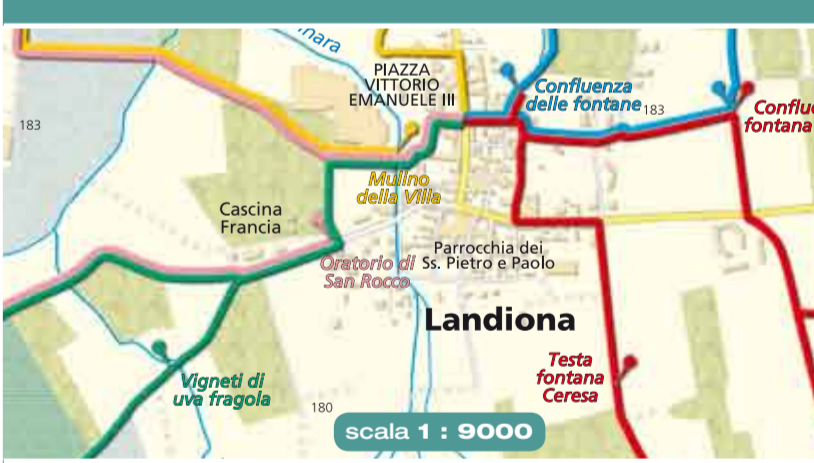 nara
PIAZZA
VITTORIO
EMANUELE III
Confluenza
delle fontane
183
Conflue
fontana
183
Mulino
della Villa
Cascina
Francia
Oratorio di
San Rocco
Parrocchia dei
Ss. Pietro e Paolo
Landiona
Testa
fontana
Ceresa
Vigneti di
uva fragola
180
scala 1 : 9000